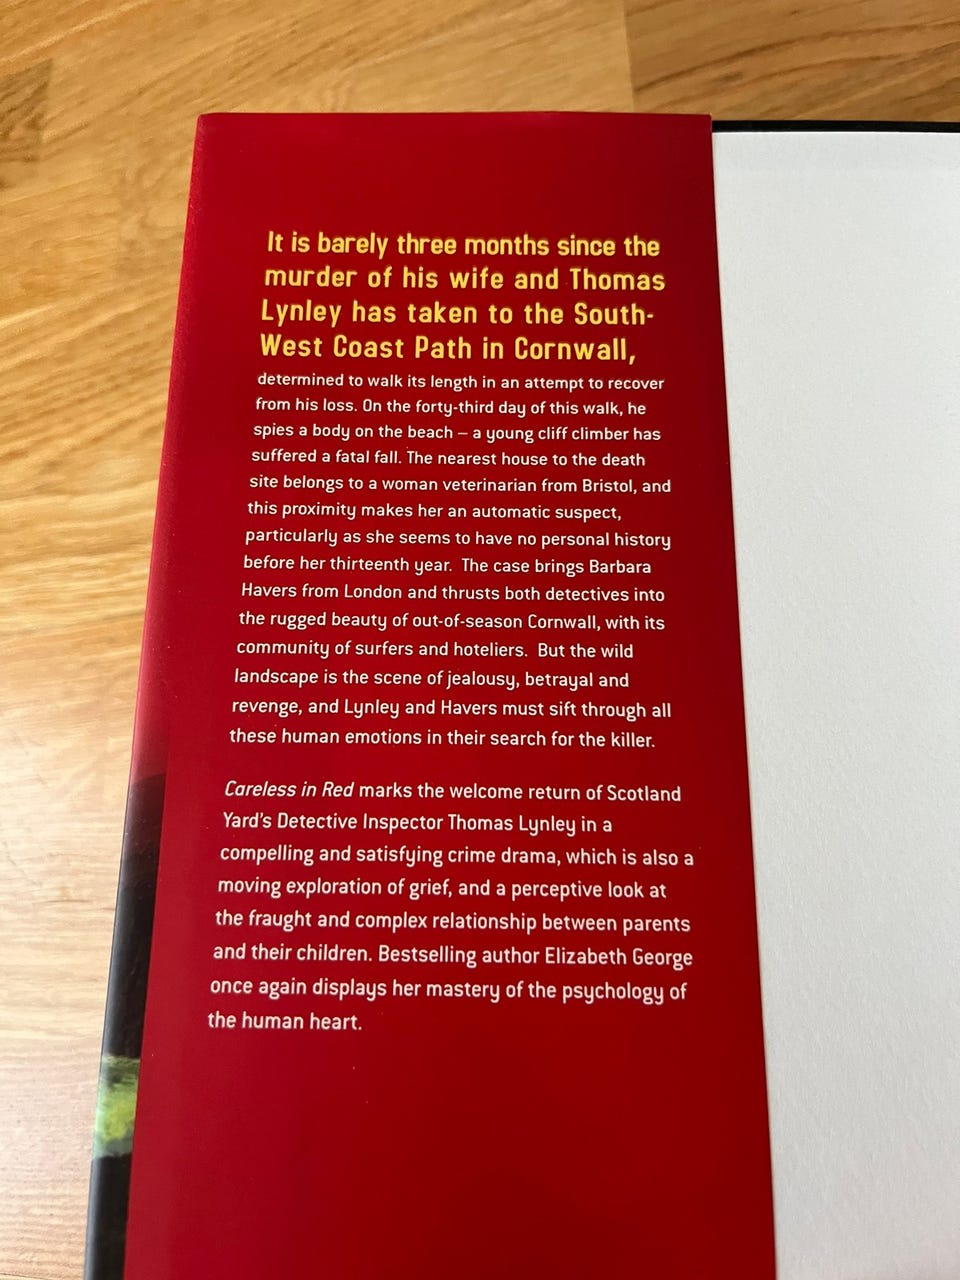 It is barely three months since the
murder of his wife and Thomas
Lynley has taken to the South-
West Coast Path in Cornwall,
determined to walk its length in an attempt to recover
from his loss. On the forty-third day of this walk, he
spies a body on the beach – a young cliff climber has
suffered a fatal fall. The nearest house to the death
site belongs to a woman veterinarian from Bristol, and
this proximity makes her an automatic suspect,
particularly as she seems to have no personal history
before her thirteenth year.  The case brings Barbara
Havers from London and thrusts both detectives into
the rugged beauty of out-of-season Cornwall, with its
community of surfers and hoteliers.  But the wild
landscape is the scene of jealousy, betrayal and
revenge, and Lynley and Havers must sift through all
these human emotions in their search for the killer.
Careless in Red marks the welcome return of Scotland
Yard's Detective Inspector Thomas Lynley in a
compelling and satisfying crime drama, which is also a
moving exploration of grief, and a perceptive look at
the fraught and complex relationship between parents
and their children. Bestselling author Elizabeth George
once again displays her mastery of the psychology of
the human heart.